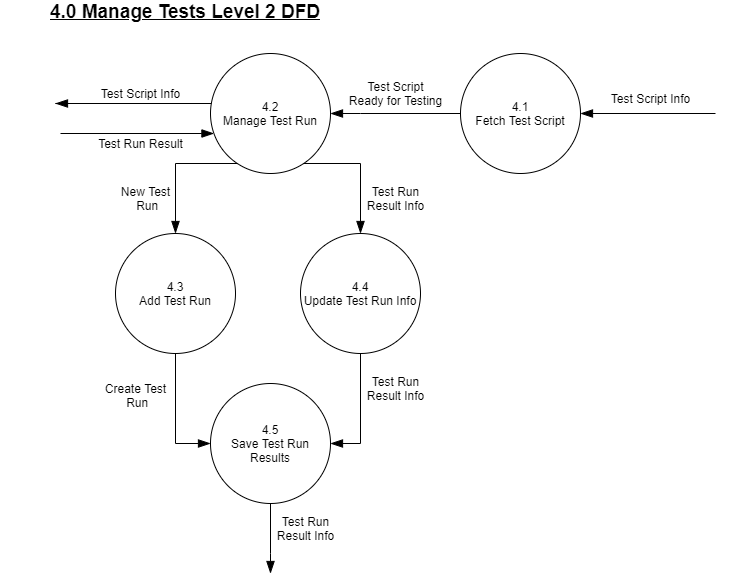 4.0 Manage Tests Level 2 DFD
Test Script Info
4.2
Manage Test Run
Test Script
Ready for Testing
4.1
Fetch Test Script
Test Script Info
Test Run Result
New Test
Run
Test Run
Result Info
4.3
Add Test Run
4.4
Update Test Run Info
Create Test
Run
Test Run
Result Info
4.5
Save Test Run
Results
Test Run
Result Info